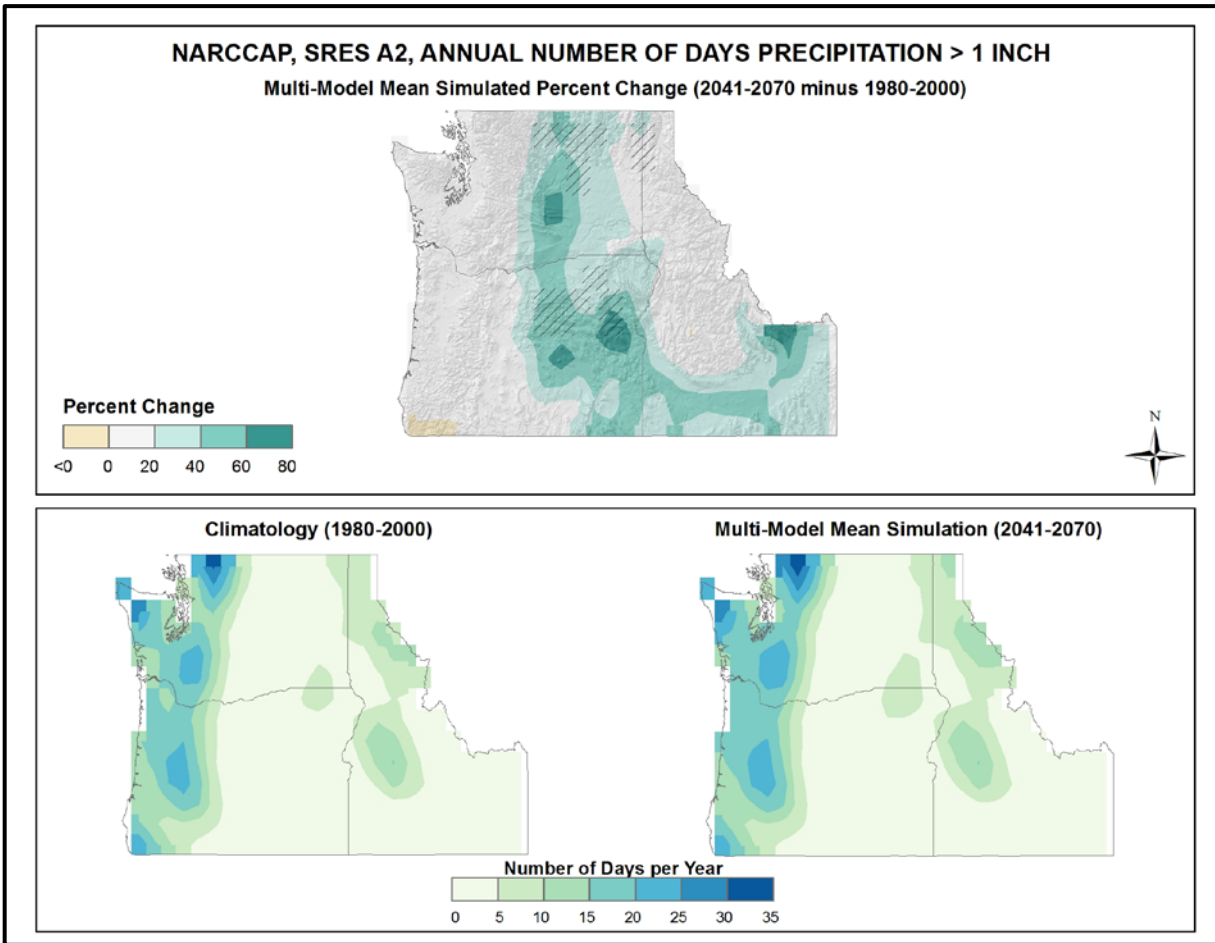 NARCCAP, SRES A2, ANNUAL NUMBER OF DAYS PRECIPITATION > 1 INCH
Multi-Model Mean Simulated Percent Change (2041-2070 minus 1980-2000)
Percent Change
<0 0 20 40 60 80
N
Climatology (1980-2000)
Multi-Model Mean Simulation (2041-2070)
Number of Days per Year
0 5 10 15 20 25 30 35